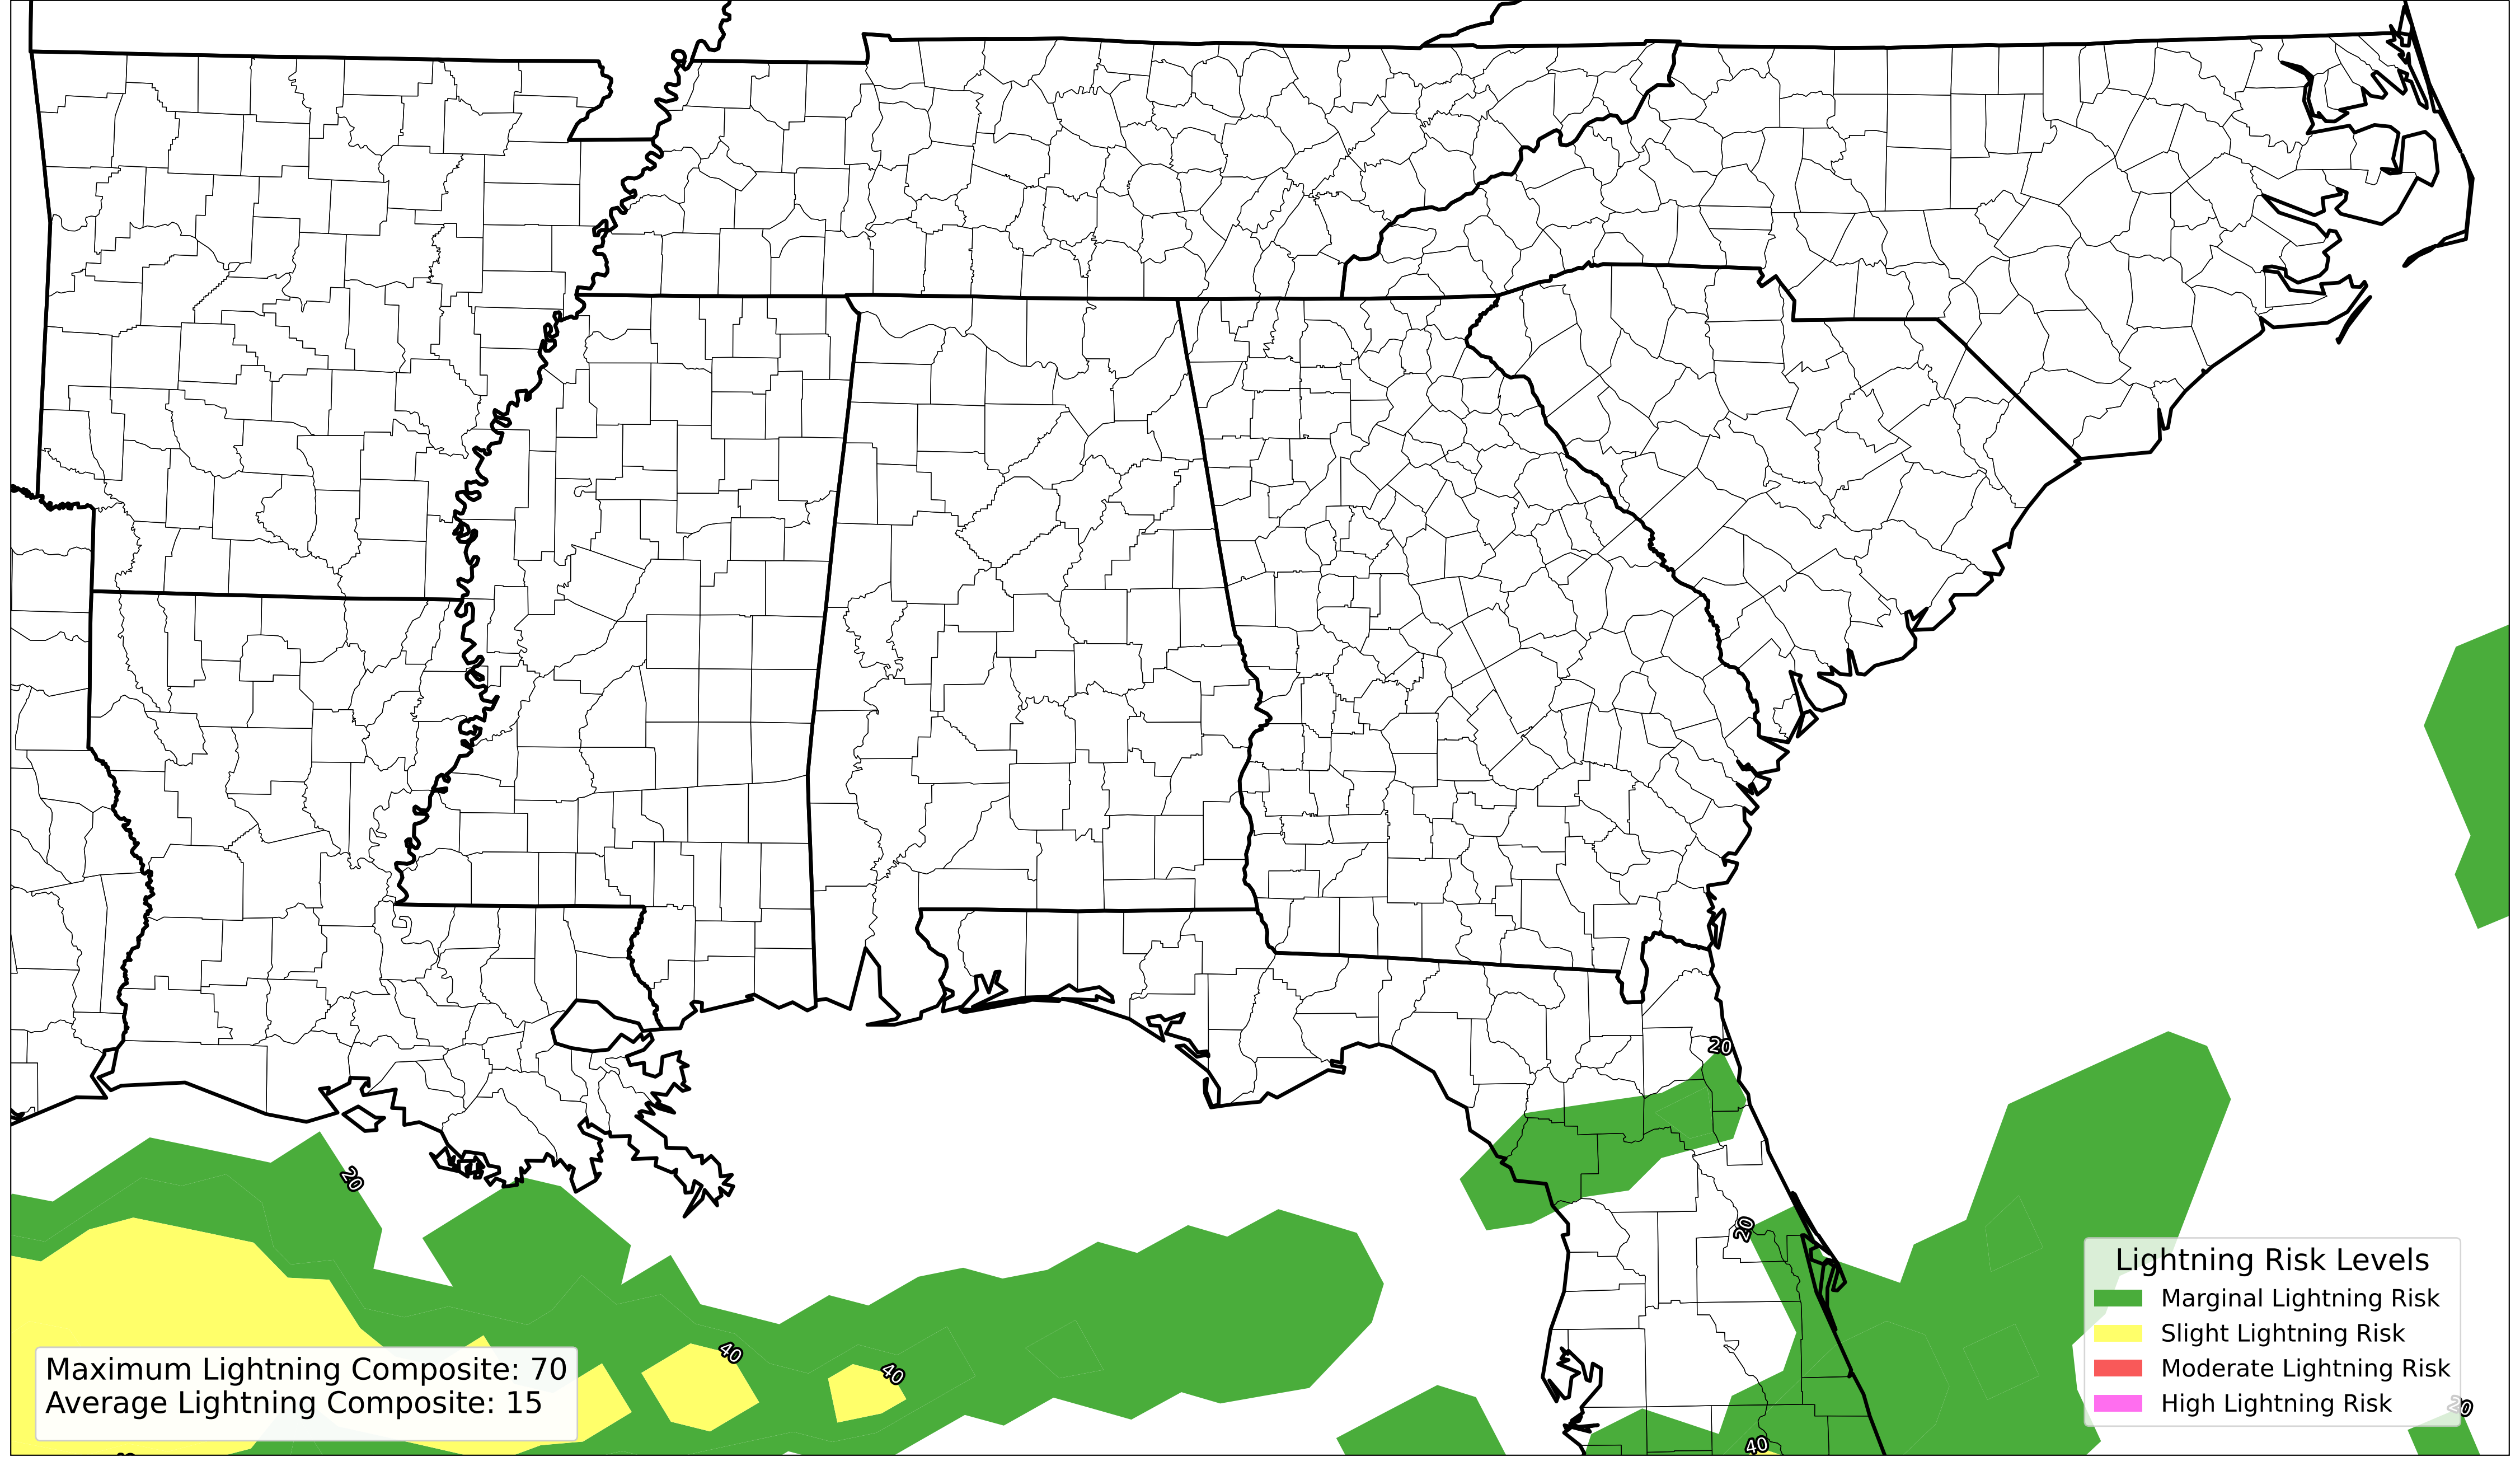 20
20
20
40
40
Lightning Risk Levels
Marginal Lightning Risk
Slight Lightning Risk
Moderate Lightning Risk
High Lightning Risk
Maximum Lightning Composite: 70
Average Lightning Composite: 15
20
40